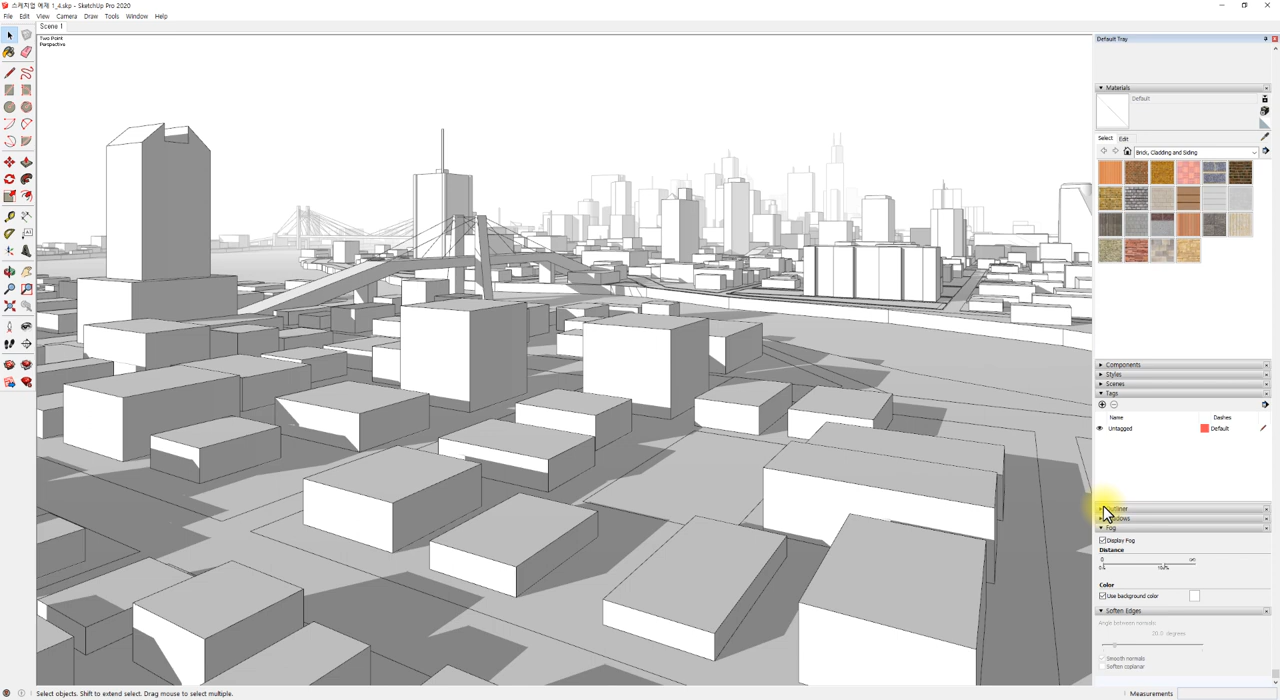 스케치업 예제 1_4.skp - SketchUp Pro 2020
File Edit View Camera Draw Tools Window Help
Scene 1
Two Point
Perspective
Default Tray
Materials
Default
Select Edit
Brick, Cladding and Siding
Components
Styles
Scenes
Tags
Name Dashes
Untagged Default
Fog
Display Fog
Distance
Color
Use background color
Soften Edges
Angle between normals:
20.0 degrees
Smooth normals
Soften coplanar
Select objects. Shift to extend select. Drag mouse to select multiple.
Measurements